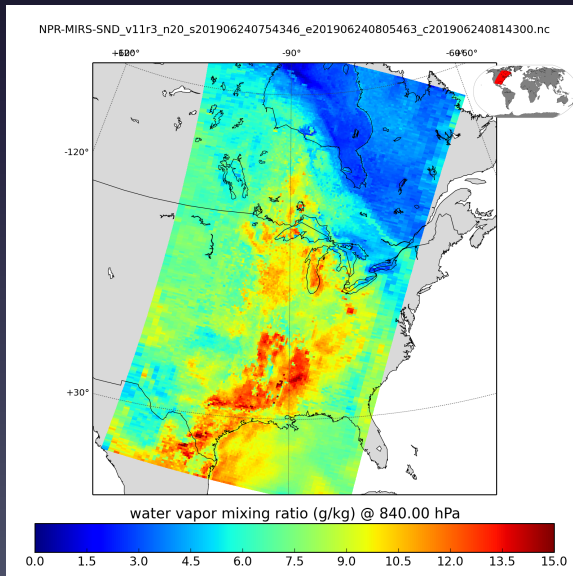 NPR-MIRS-SND_v11r3_n20_s201906240754346_e201906240805463_c201906240814300.nc
-90°
-120°
+30°
water vapor mixing ratio (g/kg) @ 840.00 hPa
0.0 1.5 3.0 4.5 6.0 7.5 9.0 10.5 12.0 13.5 15.0